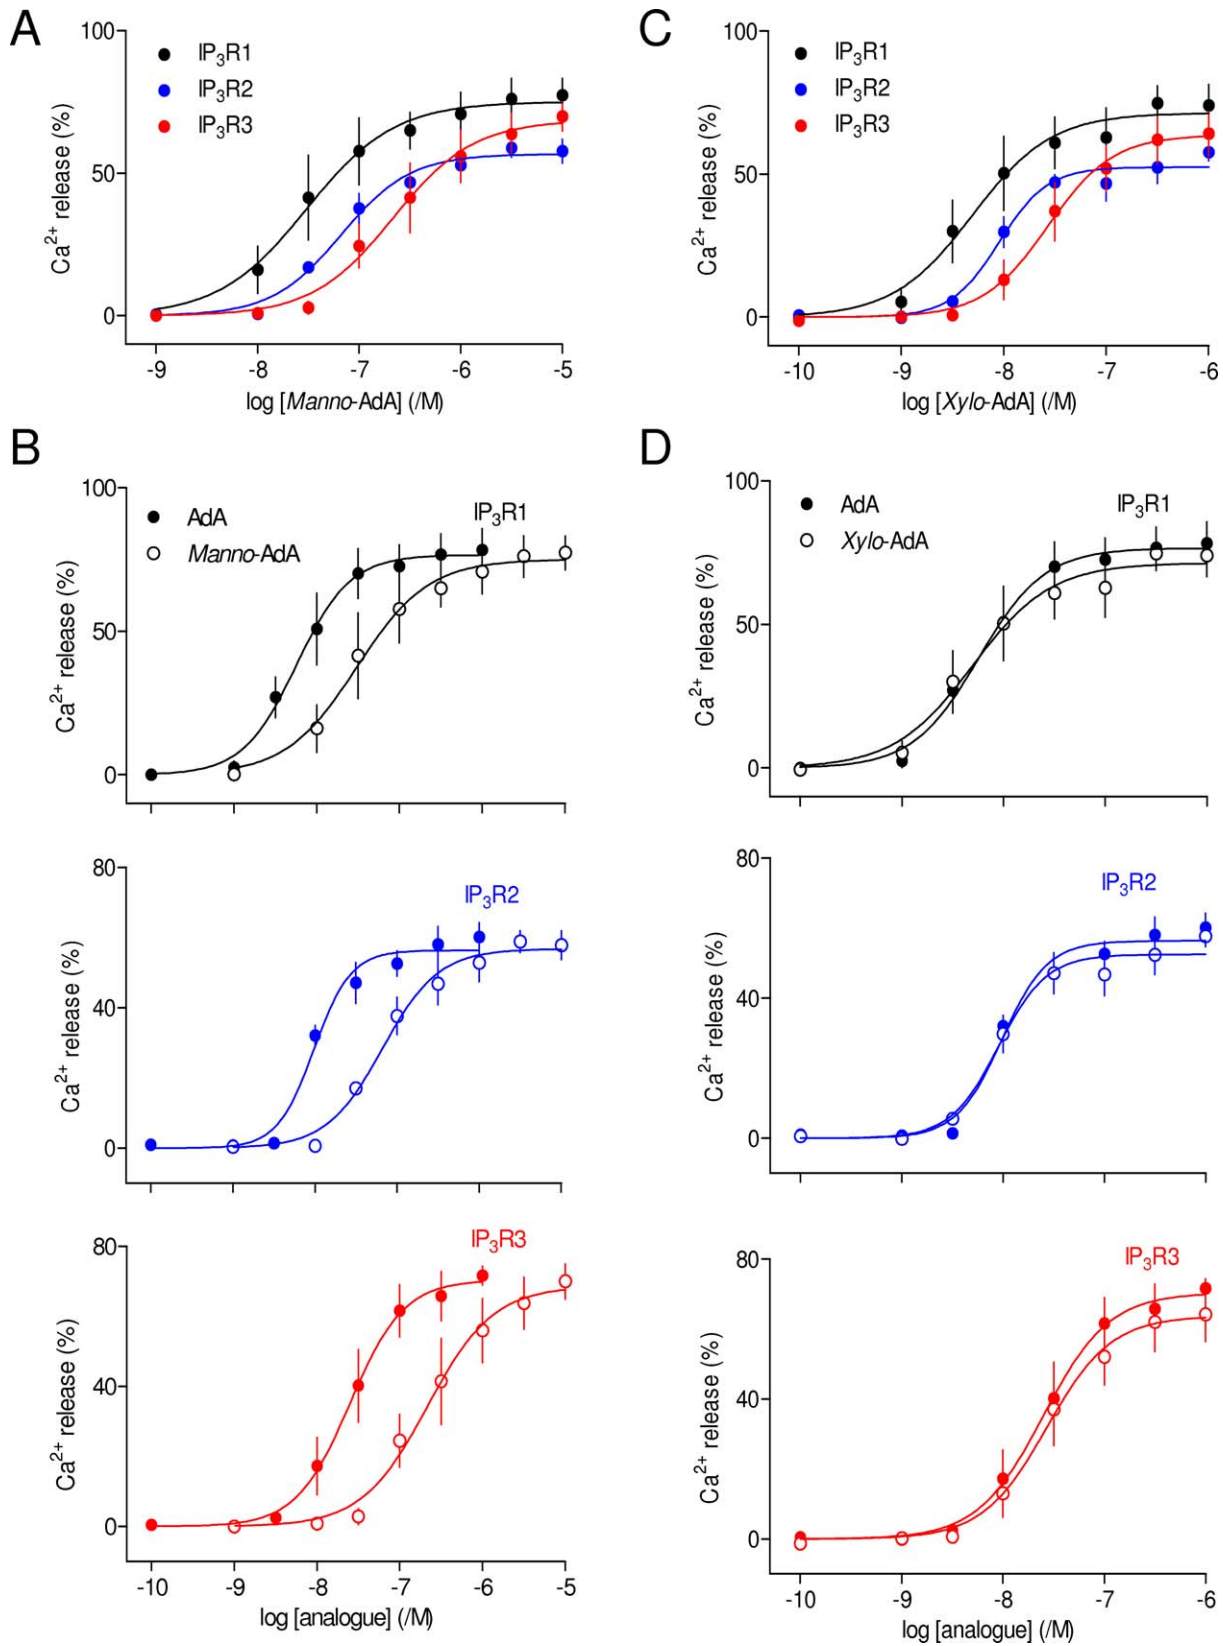 A
100
50
0
Ca2+ release (%)
IP3R1
IP3R2
IP3R3
-9 -8 -7 -6 -5
log [Manno-AdA] (/M)
C
100
50
0
Ca2+ release (%)
IP3R1
IP3R2
IP3R3
-10 -9 -8 -7 -6
log [Xylo-AdA] (/M)
B
100
50
0
Ca2+ release (%)
AdA
Manno-AdA
IP3R1
80
40
0
Ca2+ release (%)
IP3R2
80
40
0
Ca2+ release (%)
IP3R3
-10 -9 -8 -7 -6 -5
log [analogue] (/M)
D
100
50
0
Ca2+ release (%)
AdA
Xylo-AdA
IP3R1
80
40
0
Ca2+ release (%)
IP3R2
80
40
0
Ca2+ release (%)
IP3R3
-10 -9 -8 -7 -6
log [analogue] (/M)